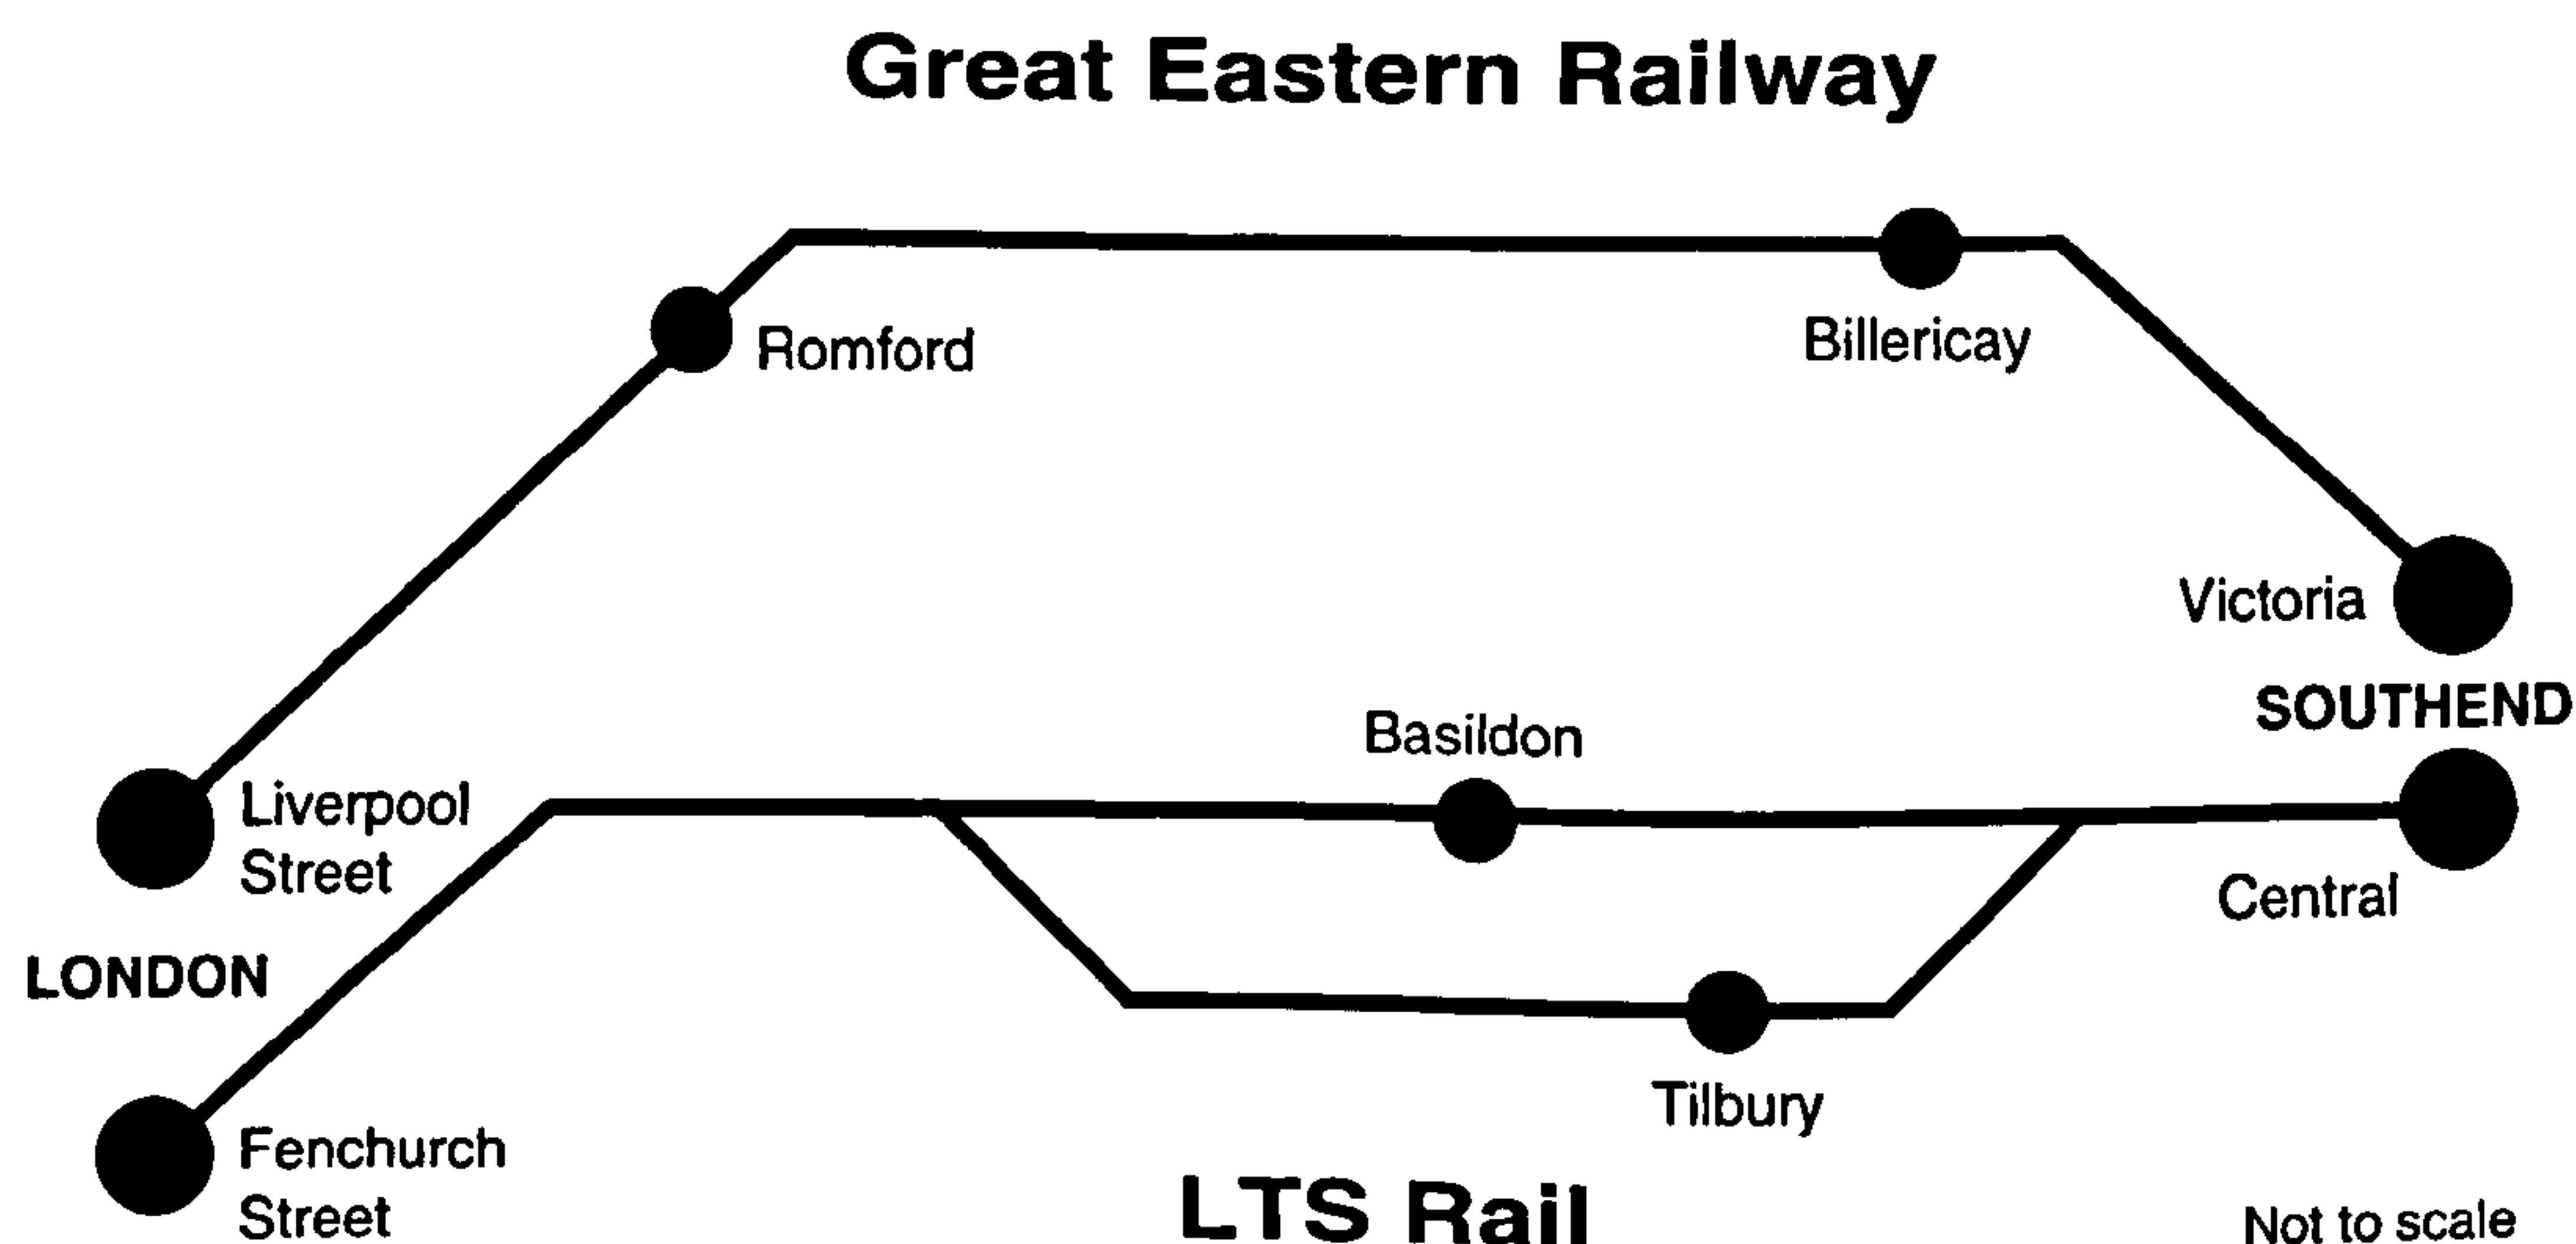 Great Eastern Railway
Romford
Billericay
Victoria
SOUTHEND
Basildon
Liverpool
Street
Central
LONDON
Tilbury
Fenchurch
Street
LTS Rail
Not to scale